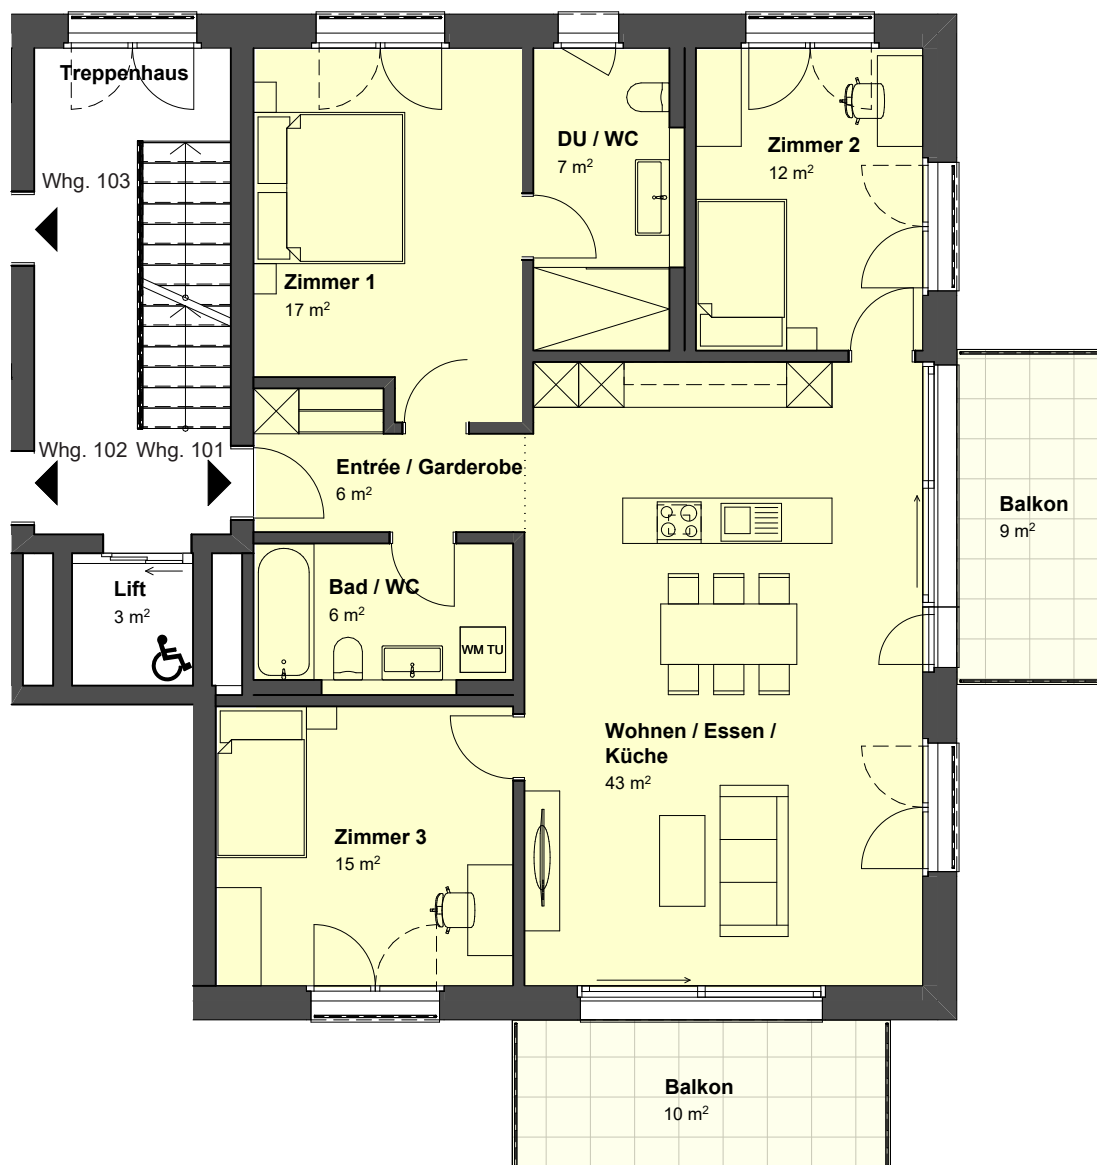 Treppenhaus
Whg. 103
DU / WC
7 m²
Zimmer 2
12 m²
Zimmer 1
17 m²
Whg. 102
Whg. 101
Entrée / Garderobe
6 m²
Balkon
9 m²
Lift
3 m²
Bad / WC
6 m²
WM TU
Wohnen / Essen /
Küche
43 m²
Zimmer 3
15 m²
Balkon
10 m²